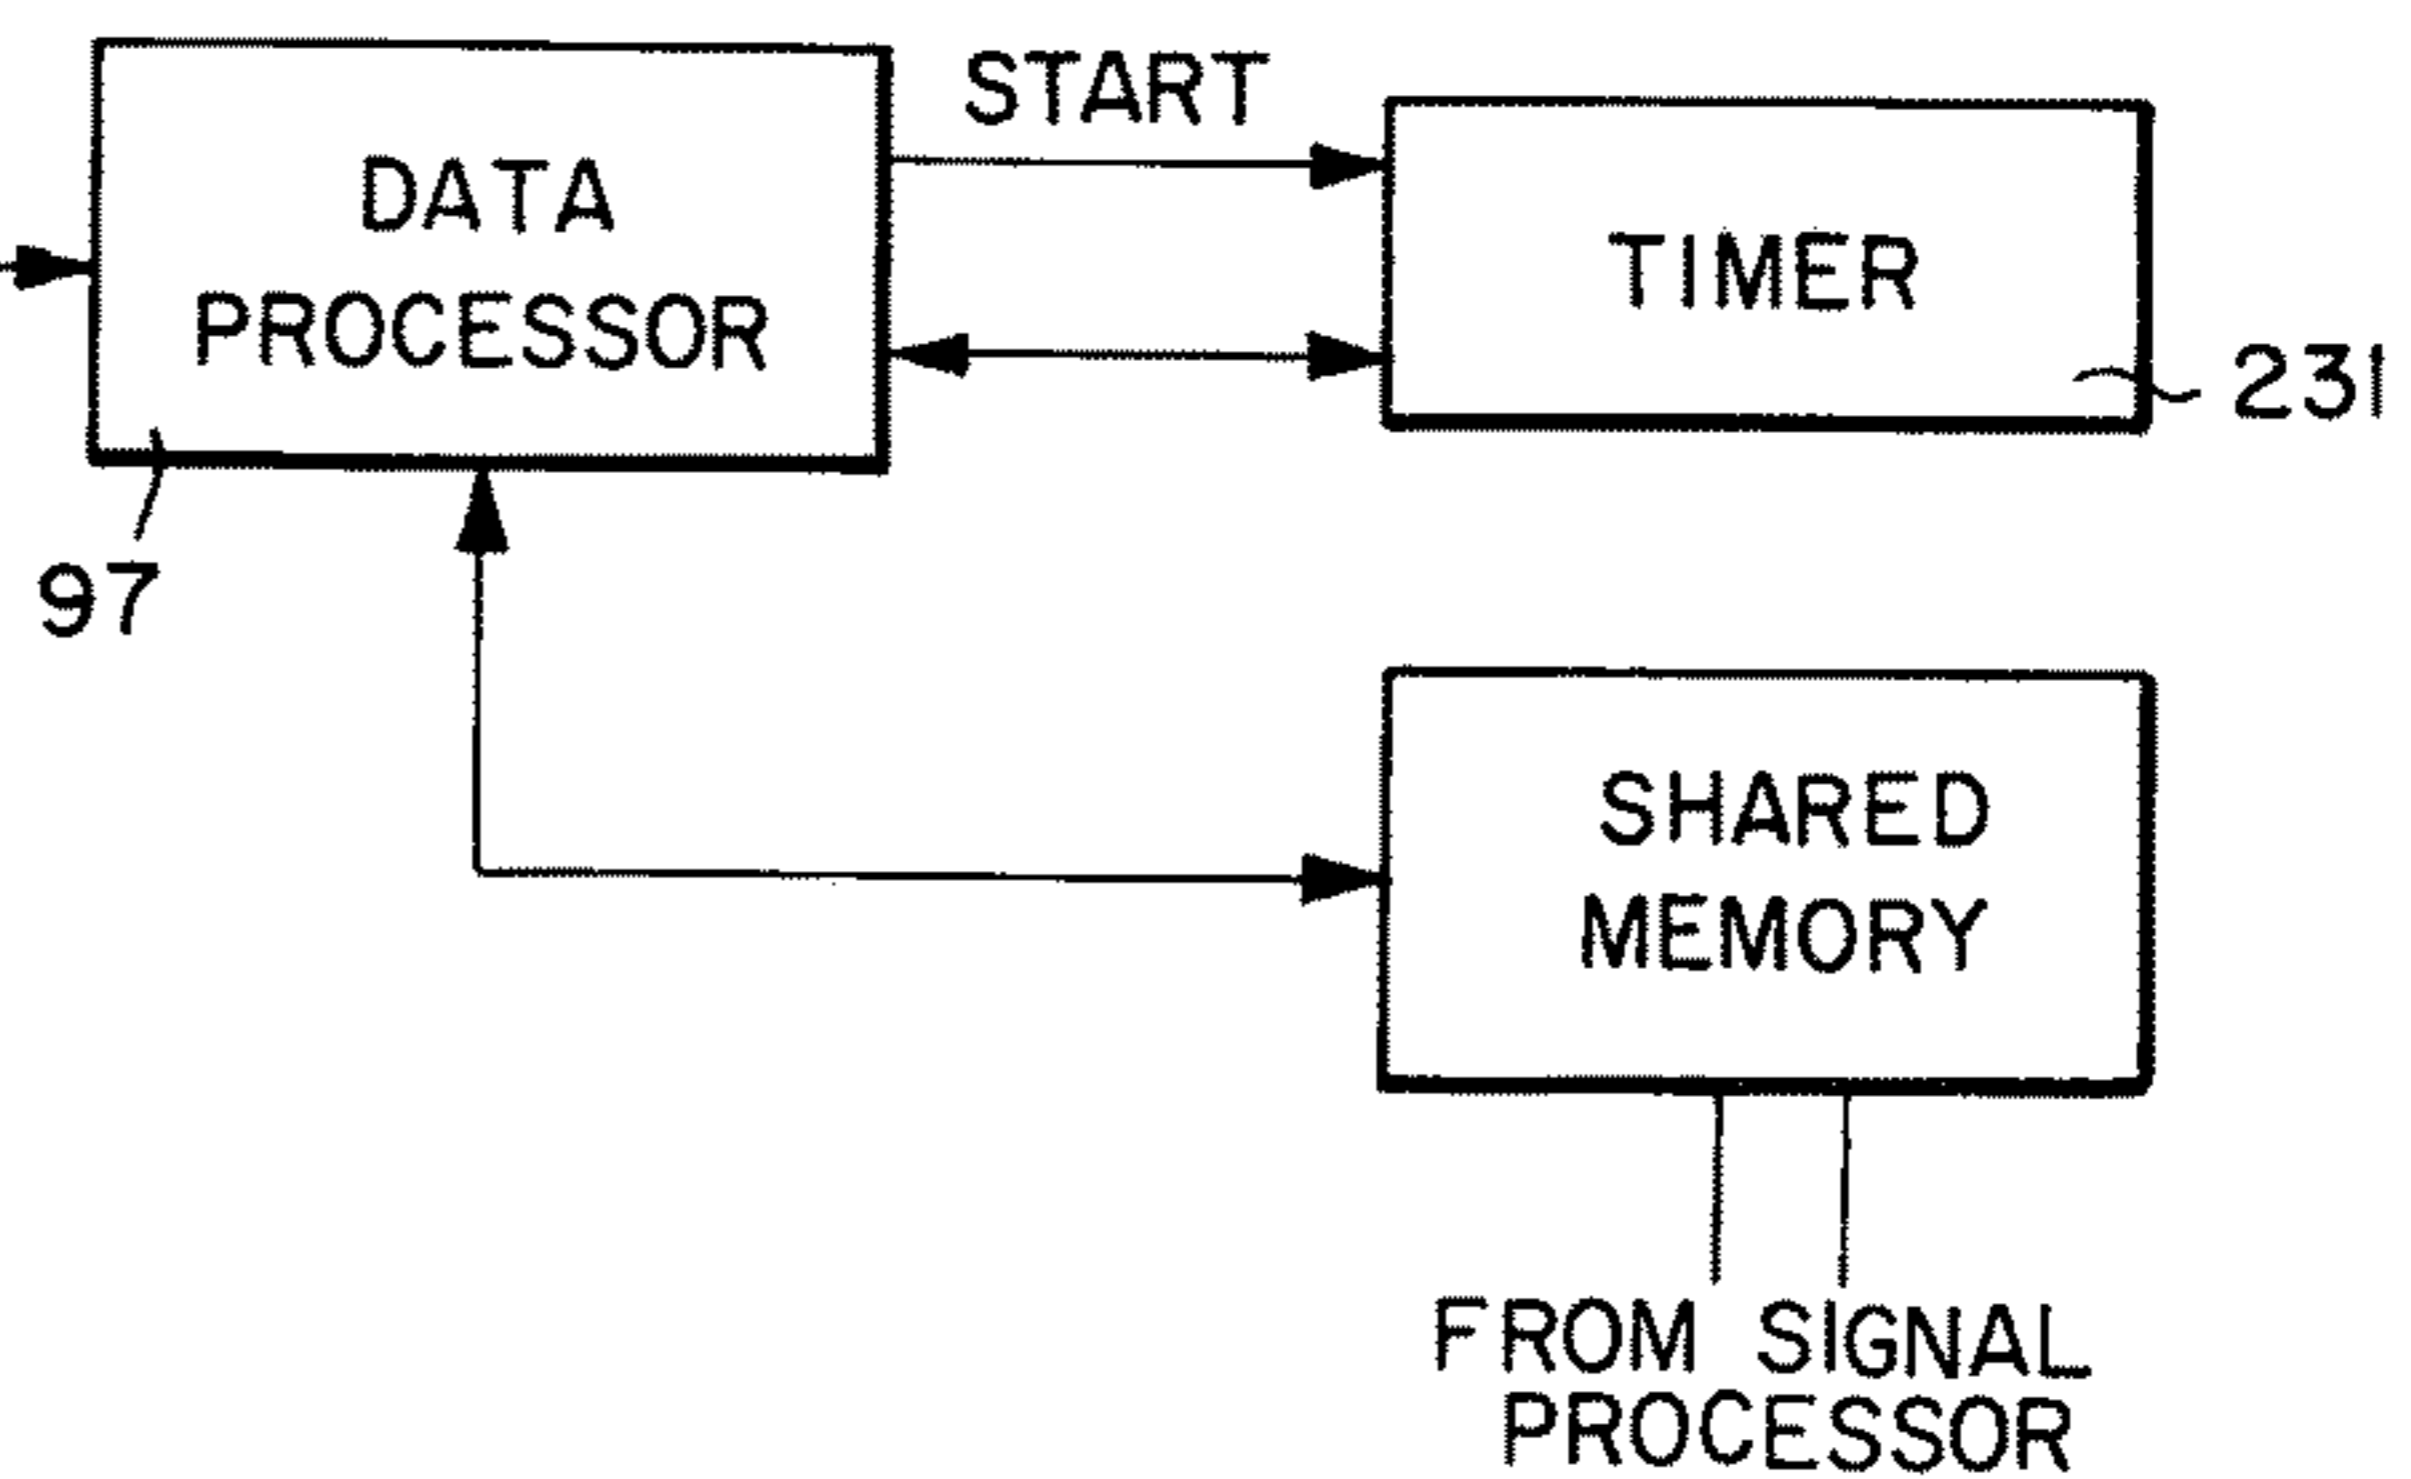 START
DATA
PROCESSOR
TIMER
231
97
SHARED
MEMORY
FROM SIGNAL
PROCESSOR